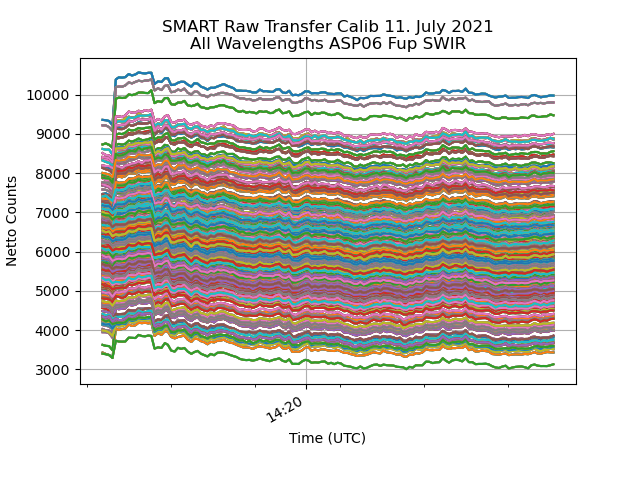 SMART Raw Transfer Calib 11. July 2021
All Wavelengths ASP06 Fup SWIR
10000
9000
8000
7000
6000
5000
4000
3000
Netto Counts
14:20
Time (UTC)